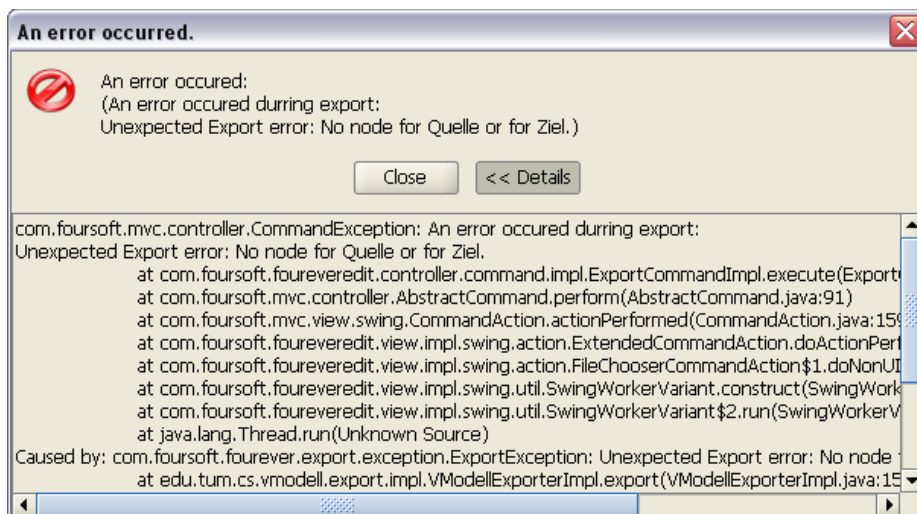 An error occurred.
An error occured:
(An error occured durring export:
Unexpected Export error: No node for Quelle or for Ziel.)
Close
<< Details
com.foursoft.mvc.controller.CommandException: An error occured durring export:
Unexpected Export error: No node for Quelle or for Ziel.
at com.foursoft.foureveredit.controller.command.impl.ExportCommandImpl.execute(Export
at com.foursoft.mvc.controller.AbstractCommand.perform(AbstractCommand.java:91)
at com.foursoft.mvc.view.swing.CommandAction.actionPerformed(CommandAction.java:159
at com.foursoft.foureveredit.view.impl.swing.action.ExtendedCommandAction.doActionPerf
at com.foursoft.foureveredit.view.impl.swing.action.FileChooserCommandAction$1.doNonUI
at com.foursoft.foureveredit.view.impl.swing.util.SwingWorkerVariant.construct(SwingWork
at com.foursoft.foureveredit.view.impl.swing.util.SwingWorkerVariant$2.run(SwingWorkerV
at java.lang.Thread.run(Unknown Source)
Caused by: com.foursoft.fourever.export.exception.ExportException: Unexpected Export error: No node
at edu.tum.cs.vmodell.export.impl.VModellExporterImpl.export(VModellExporterImpl.java:15